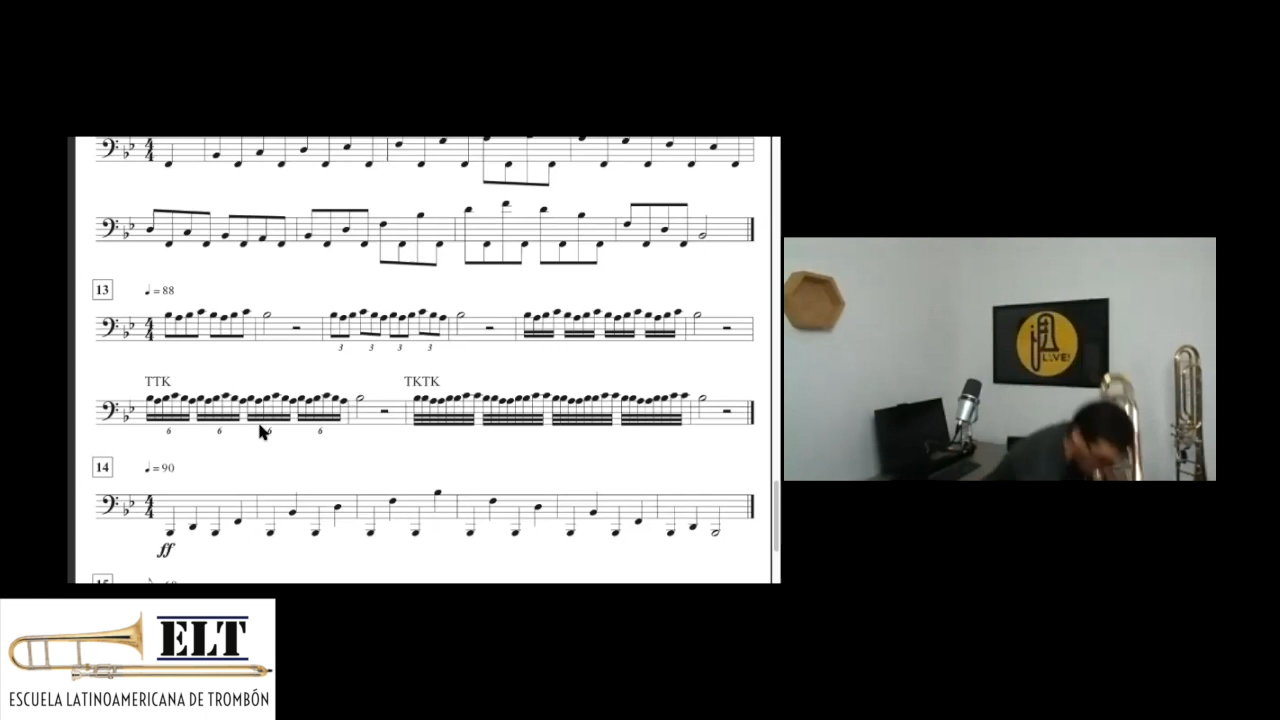 13
♩ = 88
3 3 3 3
TTK TKTK
6 6 6 6
14
♩ = 90
ff
LIVE!
ELT
ESCUELA LATINOAMERICANA DE TROMBÓN